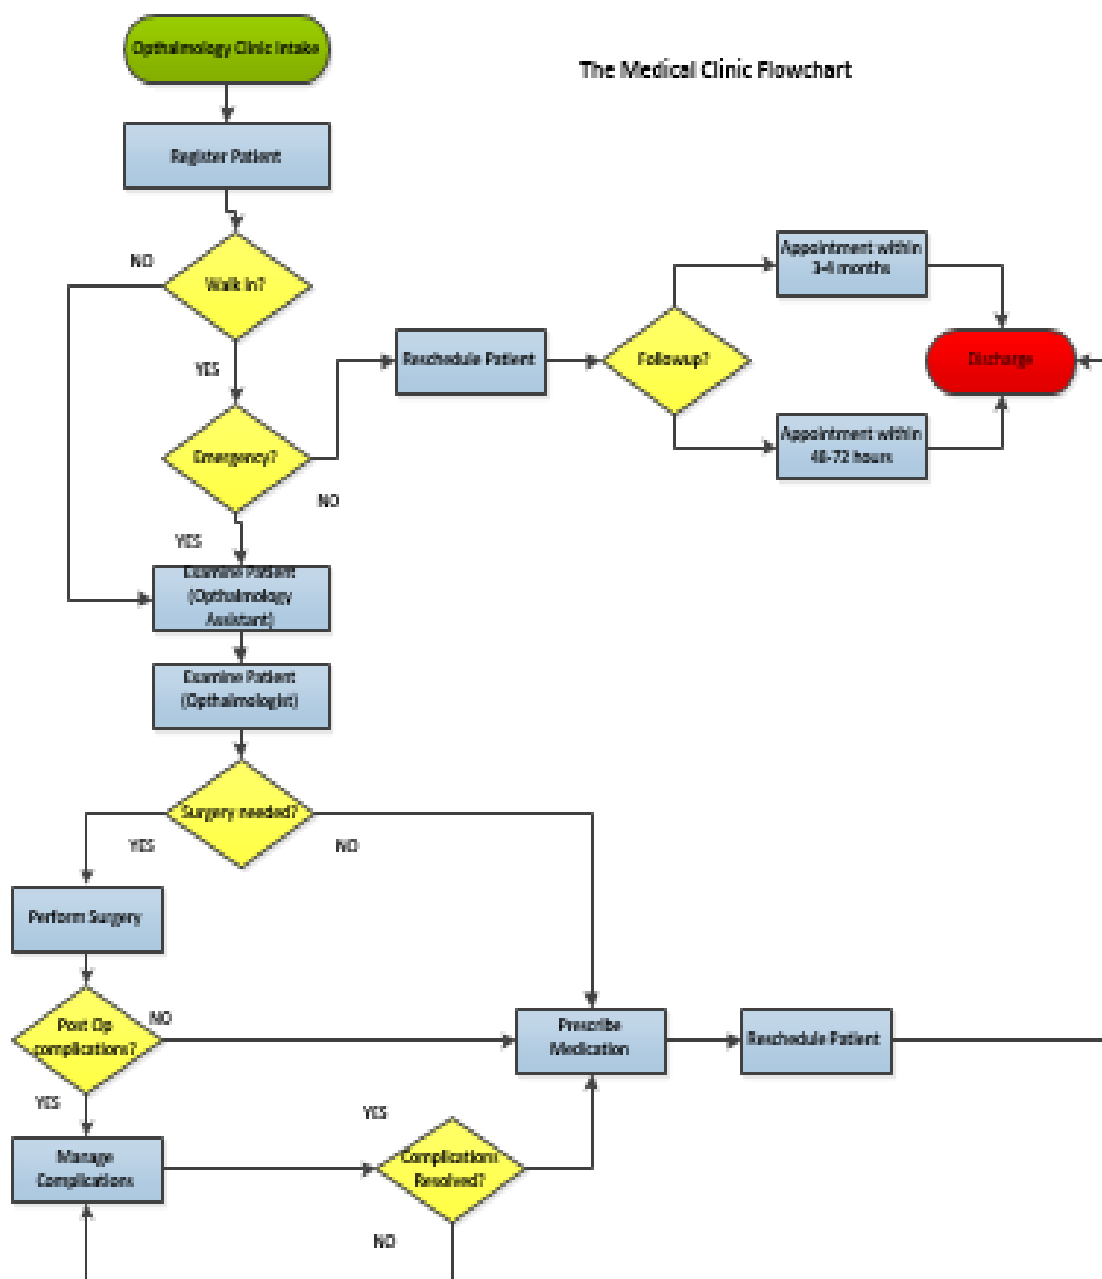 Opthalmology Clinic Intake
The Medical Clinic Flowchart
Register Patient
NO
Walk in?
YES
Appointment within
3-4 months
Reschedule Patient
Followup?
Discharge
Emergency?
NO
Appointment within
48-72 hours
YES
Examine Patient
(Opthalmology
Assistant)
Examine Patient
(Opthalmologist)
Surgery needed?
YES
NO
Perform Surgery
Post Op
complications?
NO
Prescribe
Medication
Reschedule Patient
YES
Manage
Complications
YES
Complications
Resolved?
NO